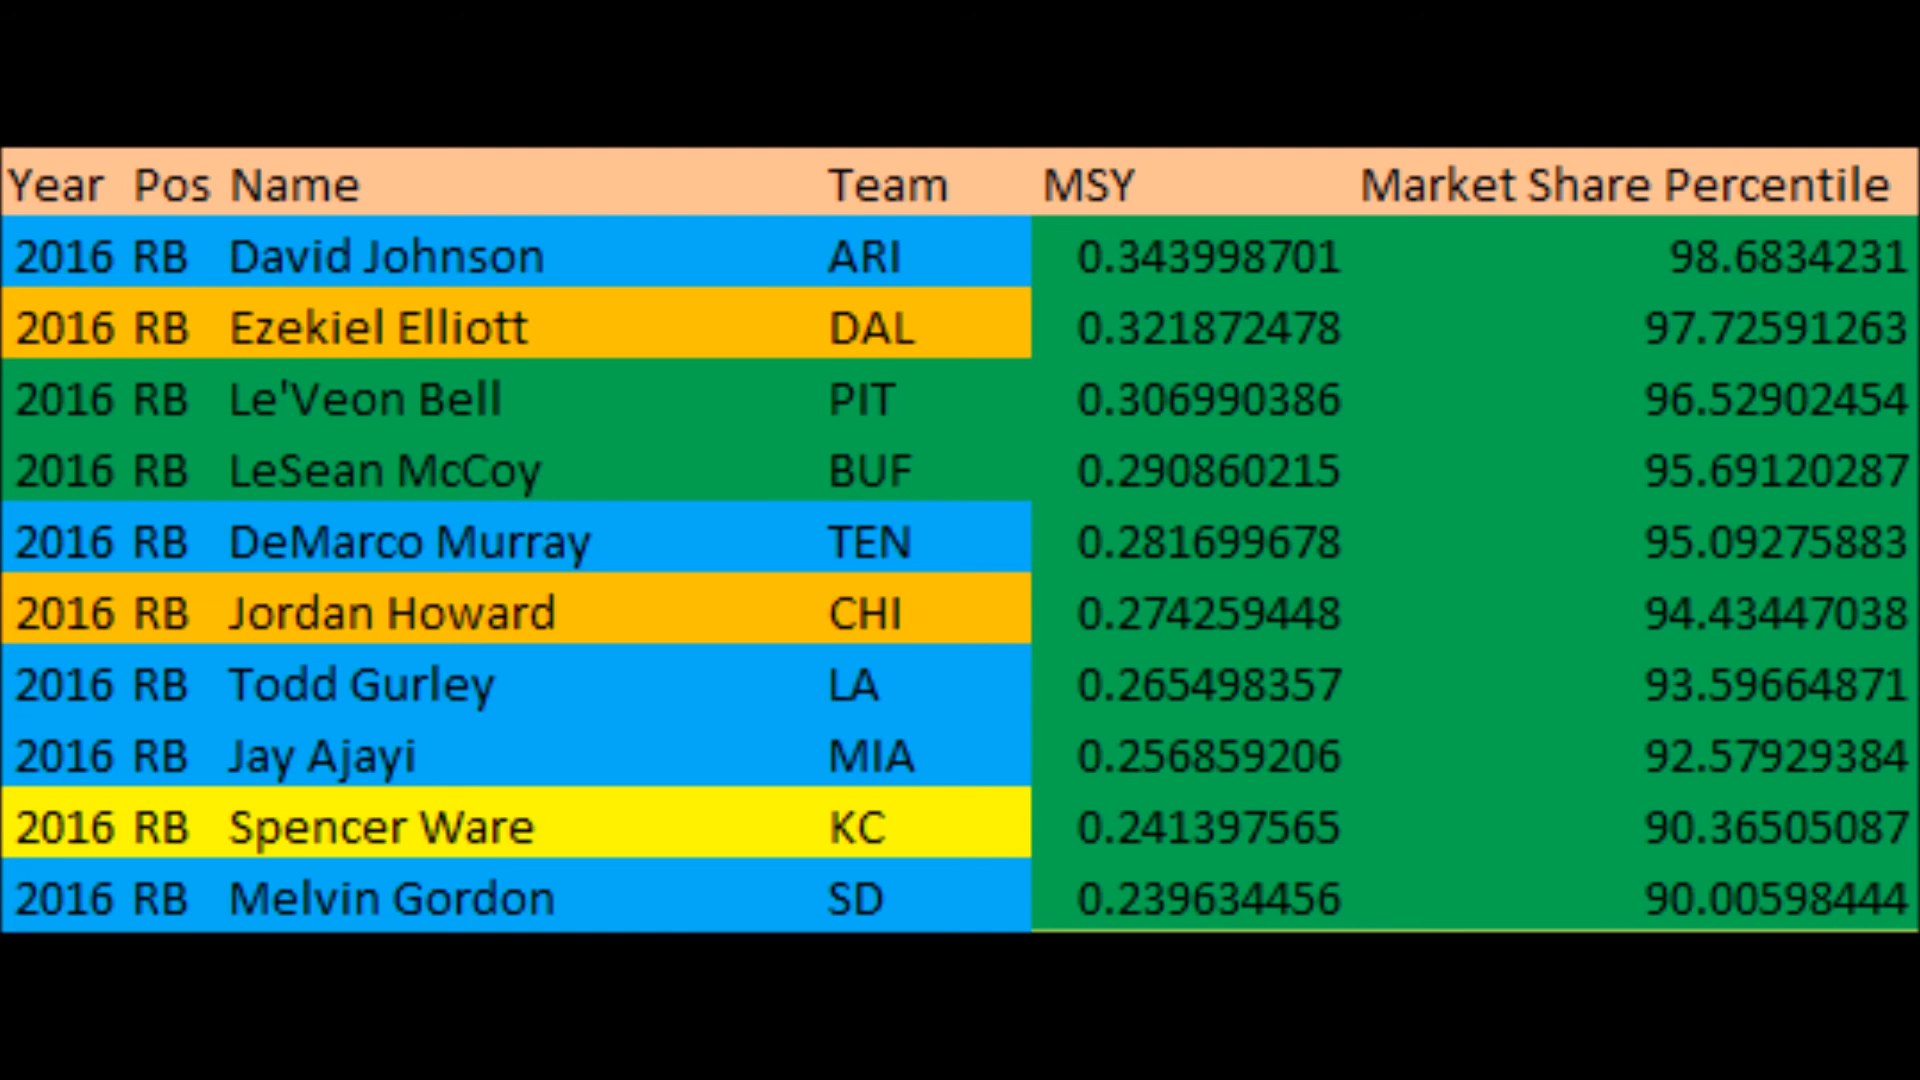 Year Pos Name Team MSY Market Share Percentile
2016 RB David Johnson ARI 0.343998701 98.6834231
2016 RB Ezekiel Elliott DAL 0.321872478 97.72591263
2016 RB Le'Veon Bell PIT 0.306990386 96.52902454
2016 RB LeSean McCoy BUF 0.290860215 95.69120287
2016 RB DeMarco Murray TEN 0.281699678 95.09275883
2016 RB Jordan Howard CHI 0.274259448 94.43447038
2016 RB Todd Gurley LA 0.265498357 93.59664871
2016 RB Jay Ajayi MIA 0.256859206 92.57929384
2016 RB Spencer Ware KC 0.241397565 90.36505087
2016 RB Melvin Gordon SD 0.239634456 90.00598444